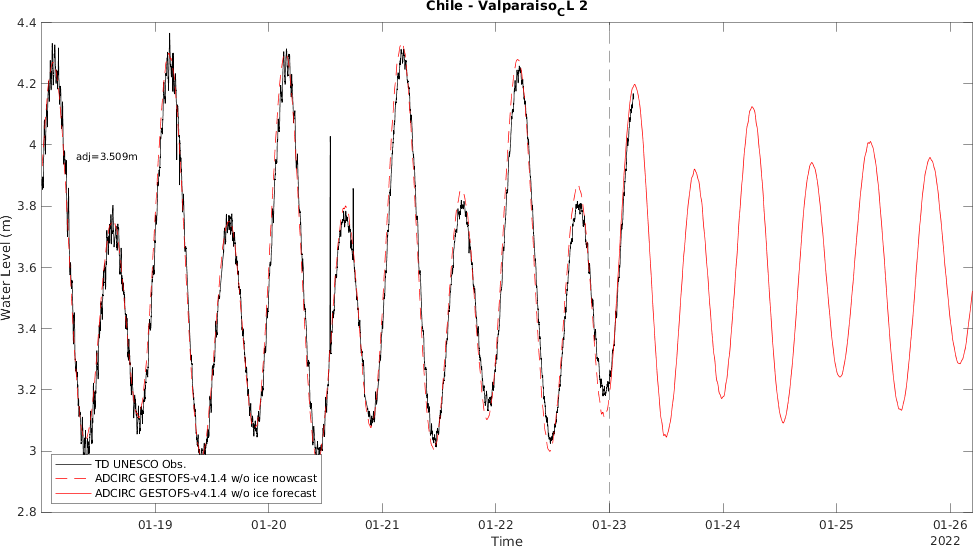 Chile - Valparaiso_CL 2
4.4
4.2
4
3.8
3.6
3.4
3.2
3
2.8
Water Level (m)
adj=3.509m
TD UNESCO Obs.
ADCIRC GESTOFS-v4.1.4 w/o ice nowcast
ADCIRC GESTOFS-v4.1.4 w/o ice forecast
01-19 01-20 01-21 01-22 01-23 01-24 01-25 01-26
Time
2022